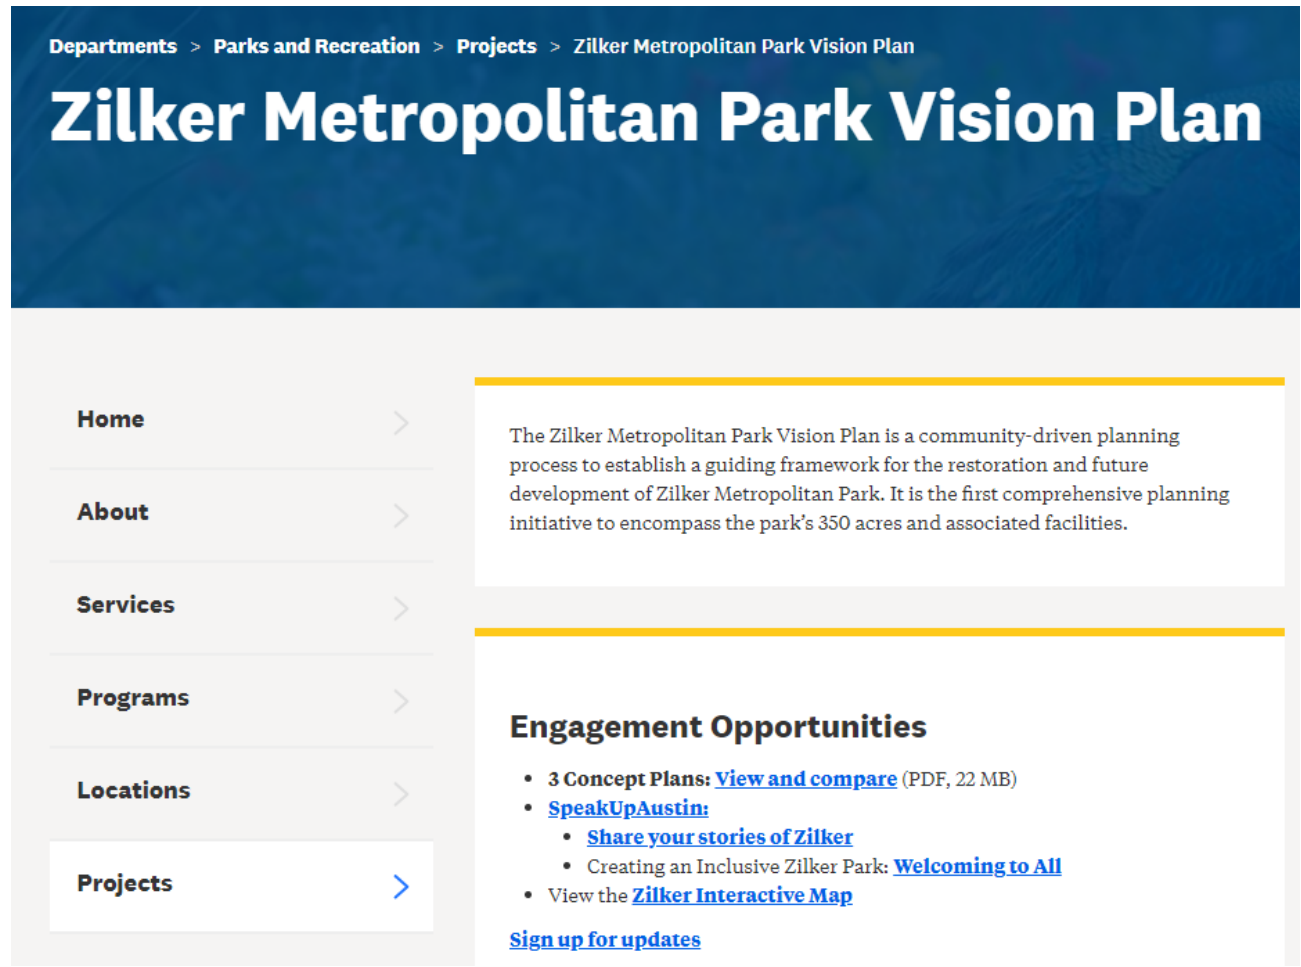 Departments > Parks and Recreation > Projects > Zilker Metropolitan Park Vision Plan
Zilker Metropolitan Park Vision Plan
Home
About
Services
Programs
Locations
Projects
The Zilker Metropolitan Park Vision Plan is a community-driven planning
process to establish a guiding framework for the restoration and future
development of Zilker Metropolitan Park. It is the first comprehensive planning
initiative to encompass the park’s 350 acres and associated facilities.
Engagement Opportunities
• 3 Concept Plans: View and compare (PDF, 22 MB)
• SpeakUpAustin:
• Share your stories of Zilker
• Creating an Inclusive Zilker Park: Welcoming to All
• View the Zilker Interactive Map
Sign up for updates